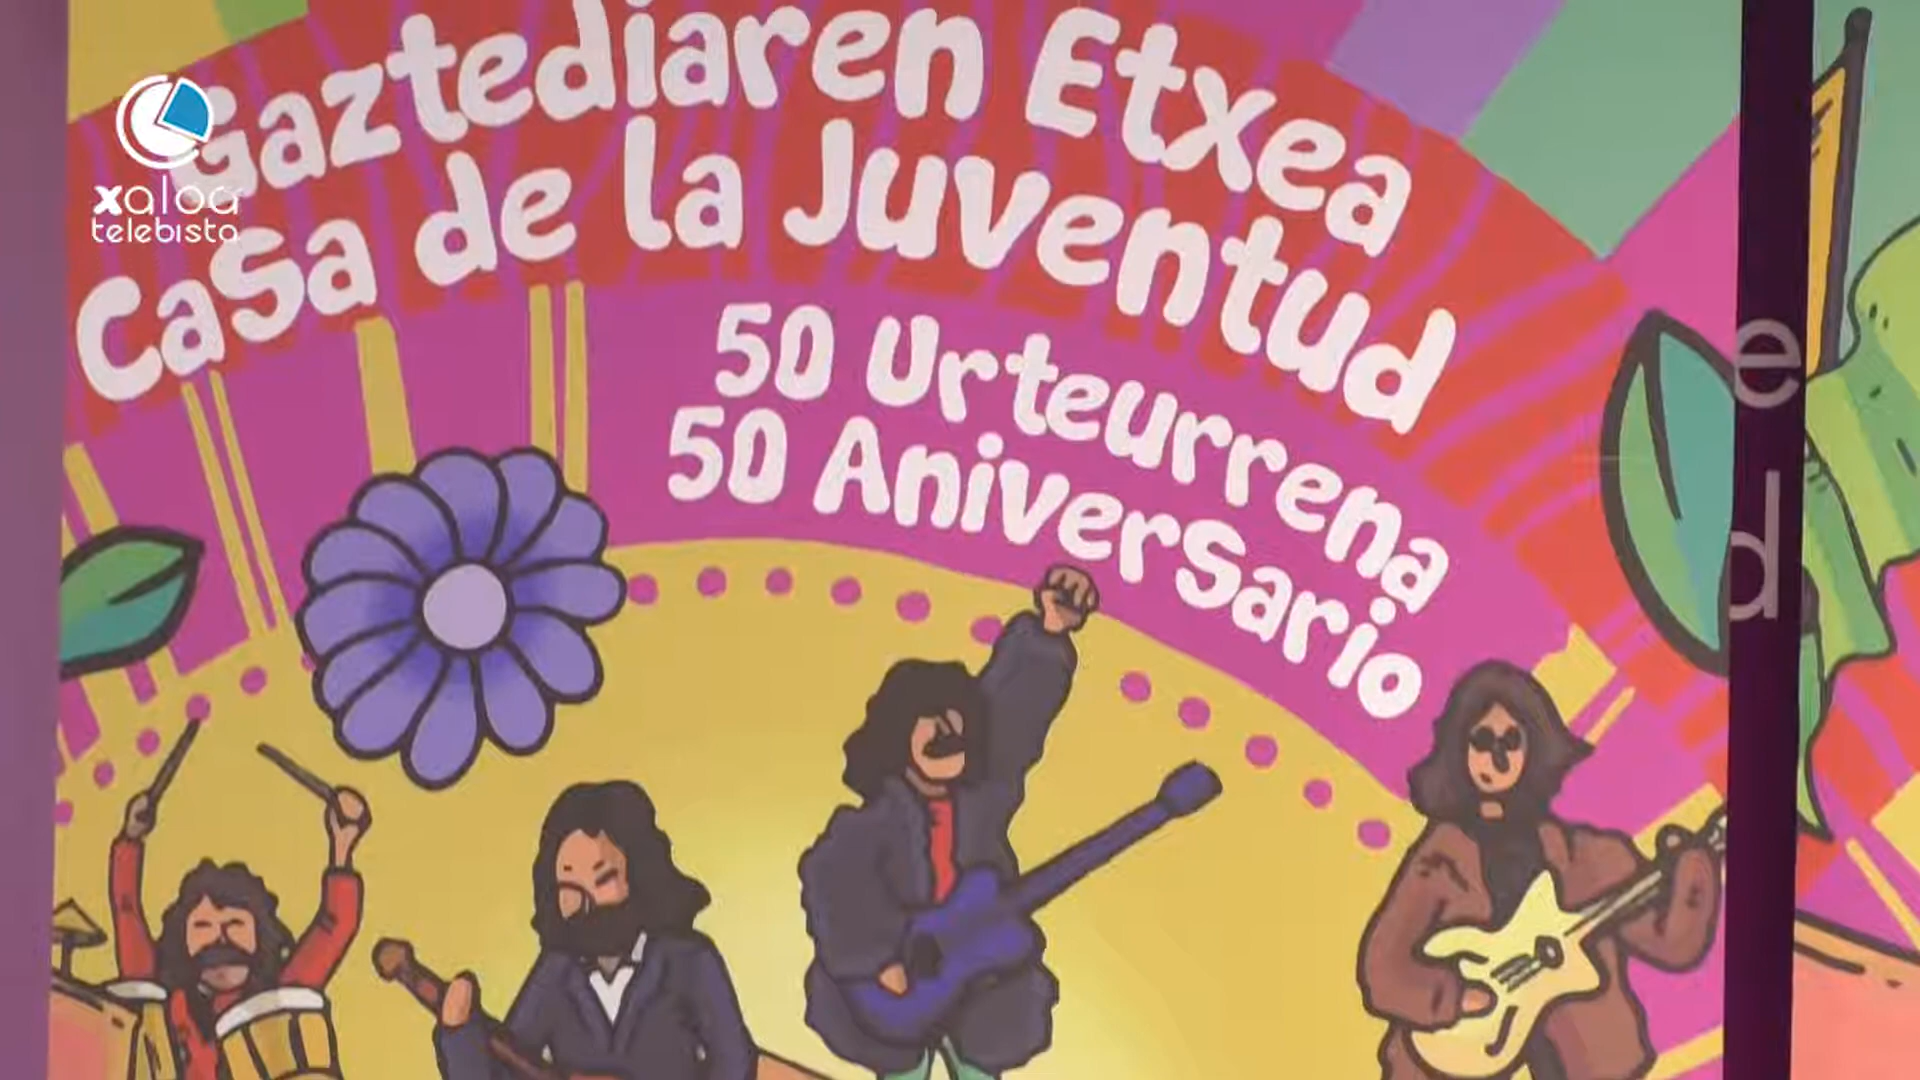 Gaztediaren Etxea
Casa de la Juventud
50 Urteurrena
50 Aniversario
xaloa
telebista
e
d